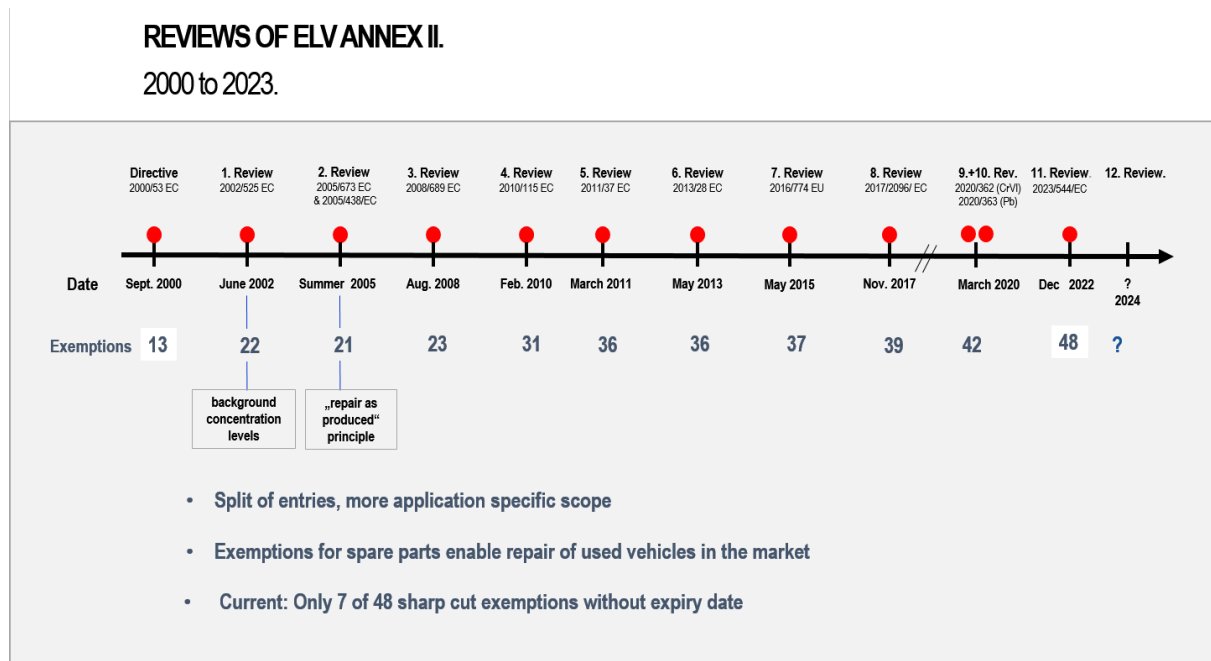 REVIEWS OF ELV ANNEX II.
2000 to 2023.
Directive
2000/53 EC
1. Review
2002/525 EC
2. Review
2005/673 EC
& 2005/438/EC
3. Review
2008/689 EC
4. Review
2010/115 EC
5. Review
2011/37 EC
6. Review
2013/28 EC
7. Review
2016/774 EU
8. Review
2017/2096/ EC
9.+10. Rev.
2020/362 (CrVI)
2020/363 (Pb)
11. Review.
2023/544/EC
12. Review.
Date
Sept. 2000
June 2002
Summer 2005
Aug. 2008
Feb. 2010
March 2011
May 2013
May 2015
Nov. 2017
March 2020
Dec 2022
?
2024
Exemptions
13
22
21
23
31
36
36
37
39
42
48
?
background
concentration
levels
„repair as
produced“
principle
• Split of entries, more application specific scope
• Exemptions for spare parts enable repair of used vehicles in the market
• Current: Only 7 of 48 sharp cut exemptions without expiry date